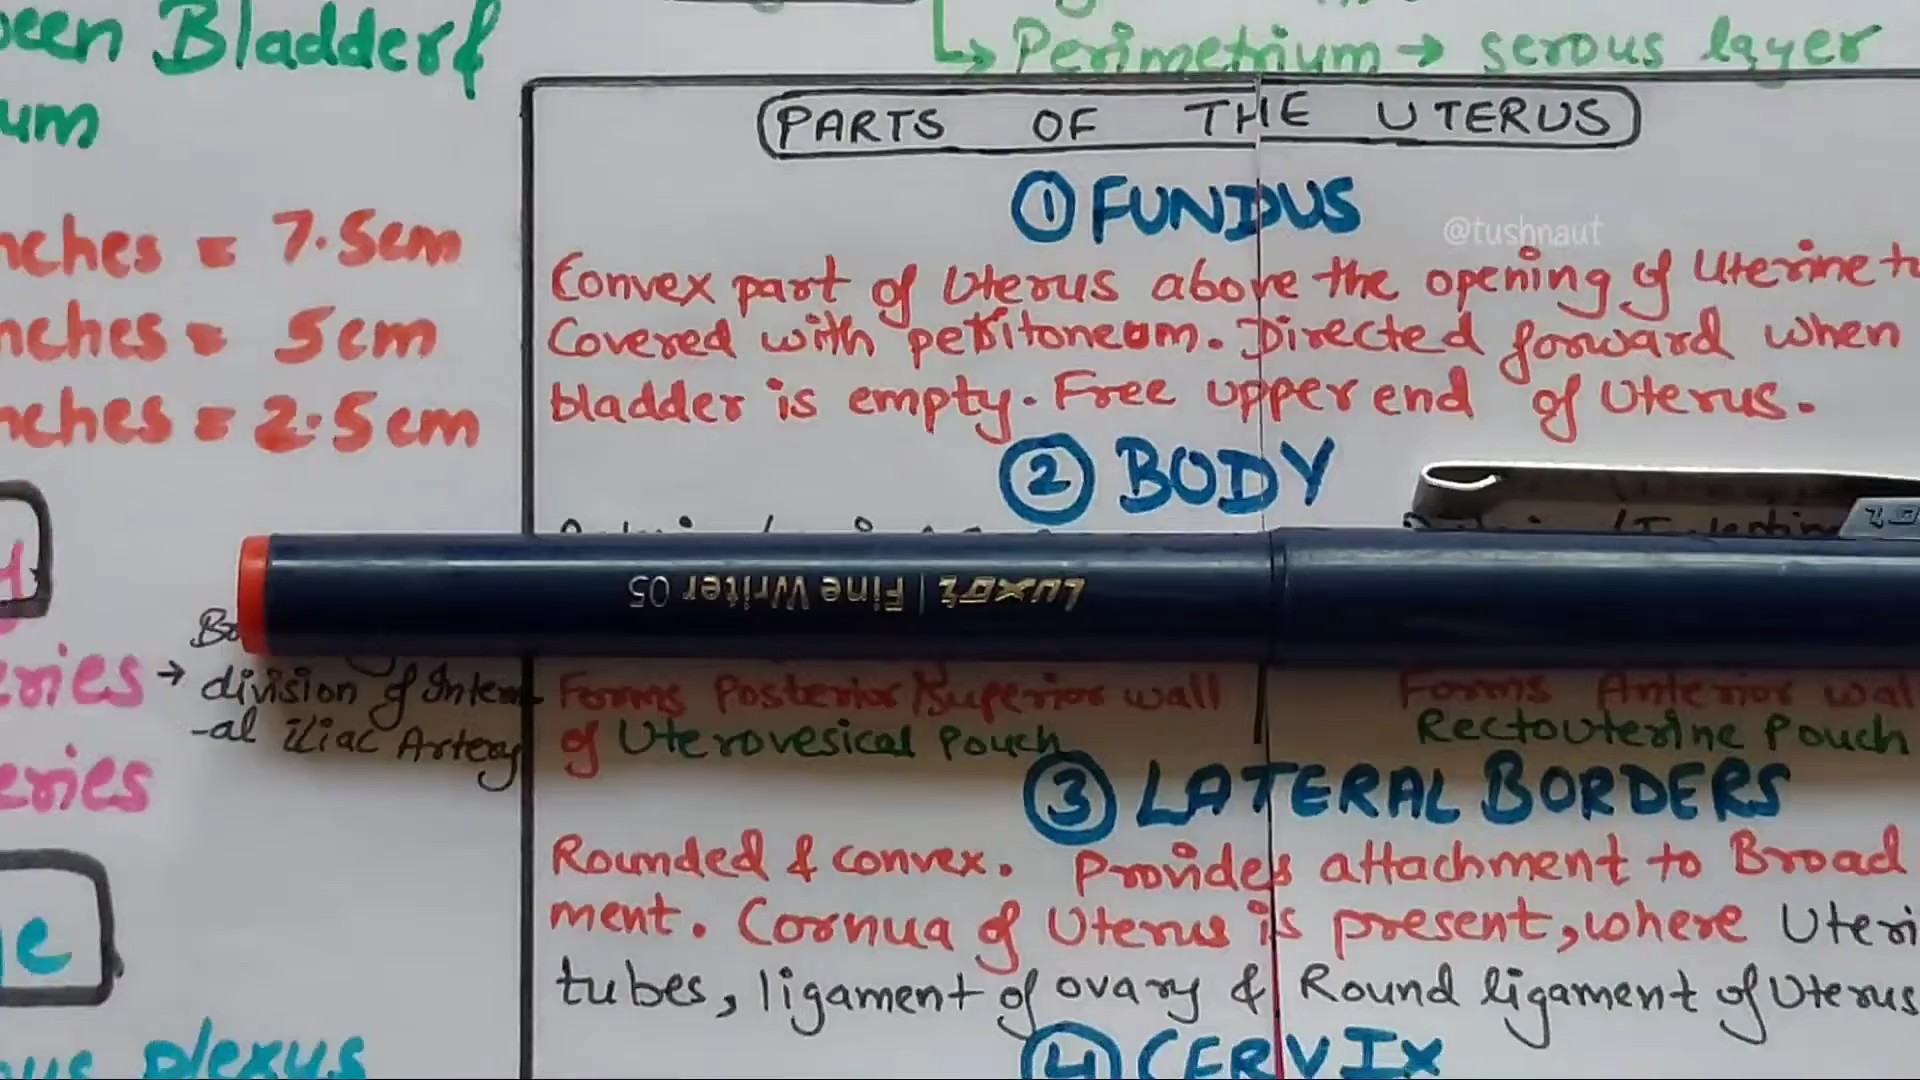 een Bladder &
um
Perimetrium → serous layer
PARTS OF THE UTERUS
nches = 7.5cm
nches = 5cm
nches = 2.5cm
① FUNDUS
@tushnaut
Convex part of Uterus above the opening of Uterine tu
Covered with peritoneum. Directed forward when
bladder is empty. Free upper end of Uterus.
② BODY
Luxor | Fine Writer 05
eries → division of Intern
-al iliac Artery
eries
Forms Posterior/Superior wall
of Uterovesical Pouch
Forms Anterior wal
Rectouterine Pouch
③ LATERAL BORDERS
Rounded & convex. Provides attachment to Broad
ment. Cornua of Uterus is present, where Uteri
tubes, ligament of ovary & Round ligament of Uterus
④ CERVIX
ous plexus